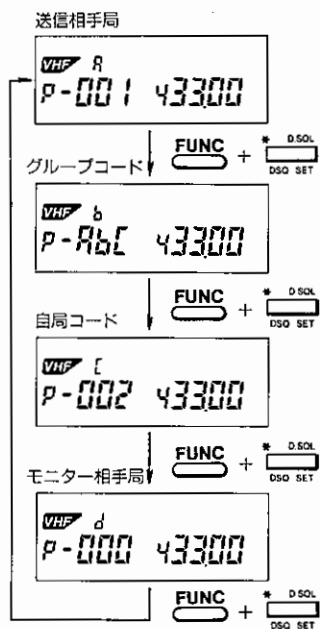 送信相手局
VHF A
P-001 433.00
FUNC + * D.SQL
DSQ SET
グループコード
VHF b
P-AbC 433.00
FUNC + * D.SQL
DSQ SET
自局コード
VHF C
P-002 433.00
FUNC + * D.SQL
DSQ SET
モニター相手局
VHF d
P-000 433.00
FUNC + * D.SQL
DSQ SET